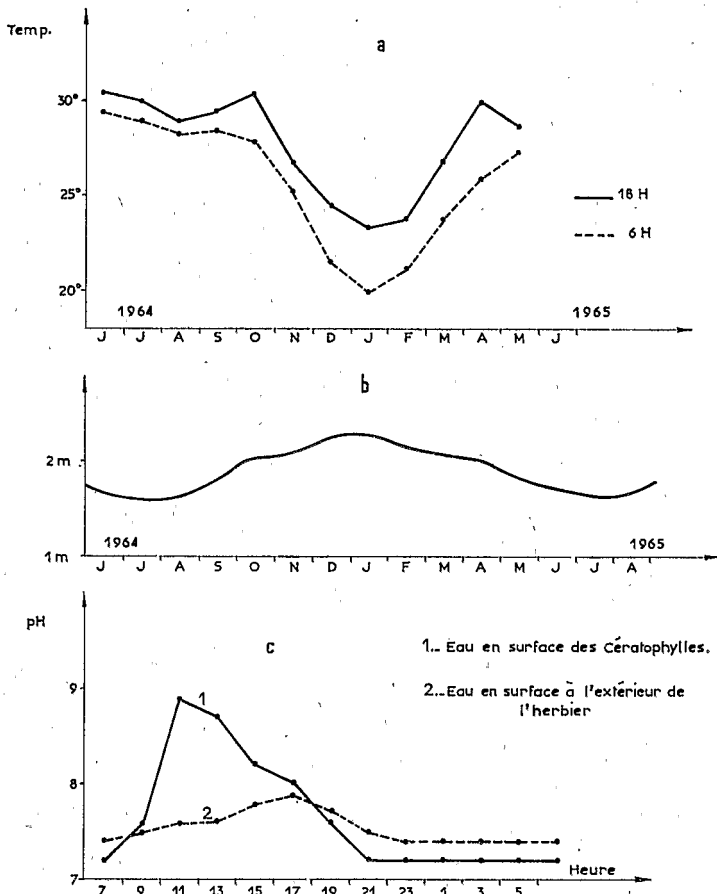 Temp.
a
30°
25°
20°
18 H
6 H
1964
1965
J J A S O N D J F M A M J
b
2 m
1 m
1964
1965
J J A S O N D J F M A M J J A
pH
c
1.. Eau en surface des Cératophylles.
2.. Eau en surface à l'extérieur de
l'herbier
9
8
7
1
2
Heure
7 9 11 13 15 17 19 21 23 1 3 5